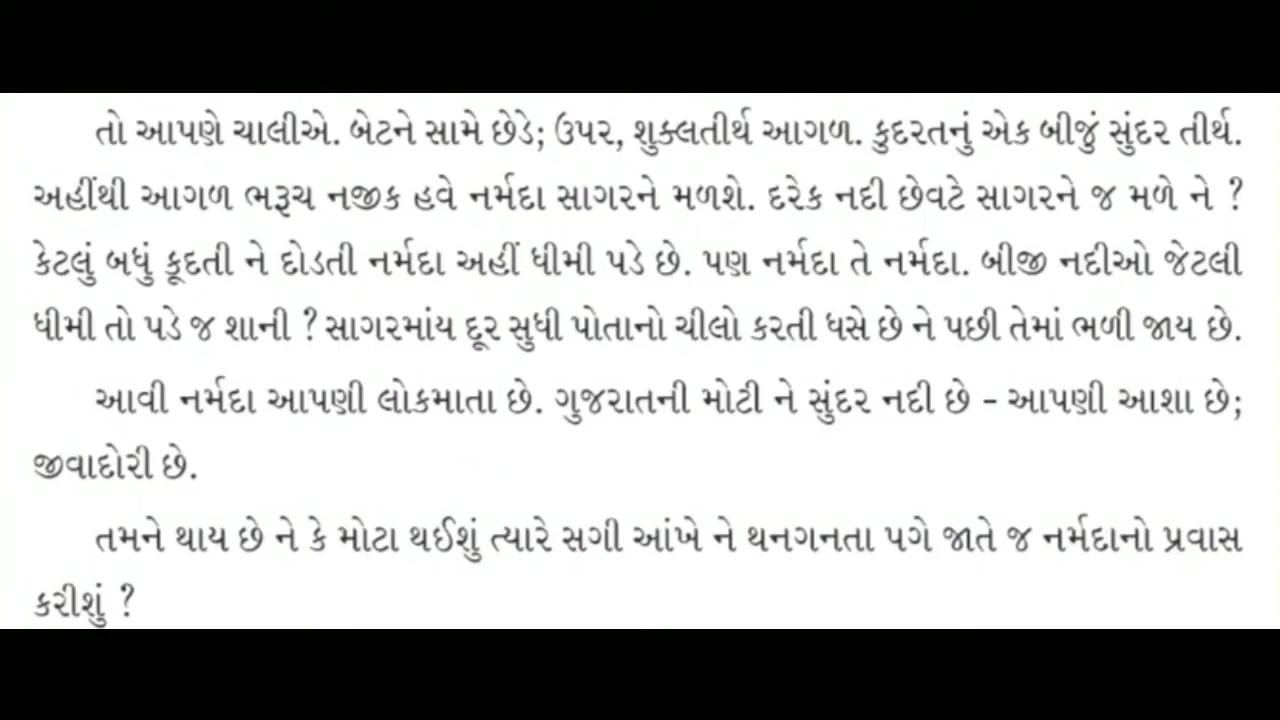 તો આપણે ચાલીએ. બેટને સામે છેડે; ઉપર, શુક્લતીર્થ આગળ. કુદરતનું એક બીજું સુંદર તીર્થ.
અહીંથી આગળ ભરૂચ નજીક હવે નર્મદા સાગરને મળશે. દરેક નદી છેવટે સાગરને જ મળે ને ?
કેટલું બધું કૂદતી ને દોડતી નર્મદા અહીં ધીમી પડે છે. પણ નર્મદા તે નર્મદા. બીજી નદીઓ જેટલી
ધીમી તો પડે જ શાની ? સાગરમાંય દૂર સુધી પોતાનો ચીલો કરતી ધસે છે ને પછી તેમાં ભળી જાય છે.
આવી નર્મદા આપણી લોકમાતા છે. ગુજરાતની મોટી ને સુંદર નદી છે - આપણી આશા છે;
જીવાદોરી છે.
તમને થાય છે ને કે મોટા થઈશું ત્યારે સગી આંખે ને થનગનતા પગે જાતે જ નર્મદાનો પ્રવાસ
કરીશું ?